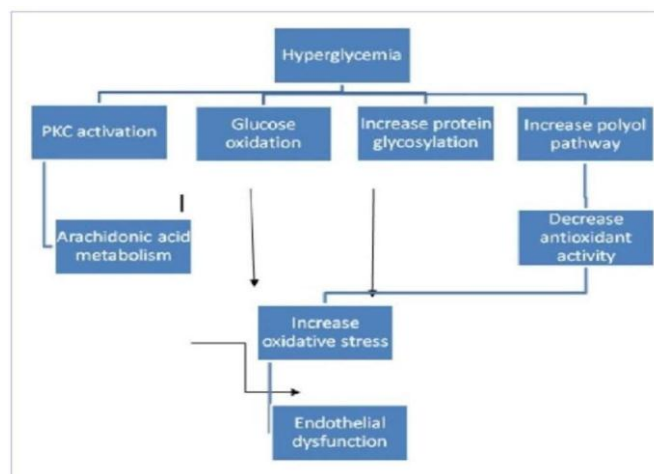 Hyperglycemia
PKC activation
Glucose
oxidation
Increase protein
glycosylation
Increase polyol
pathway
Arachidonic acid
metabolism
Decrease
antioxidant
activity
Increase
oxidative stress
Endothelial
dysfunction